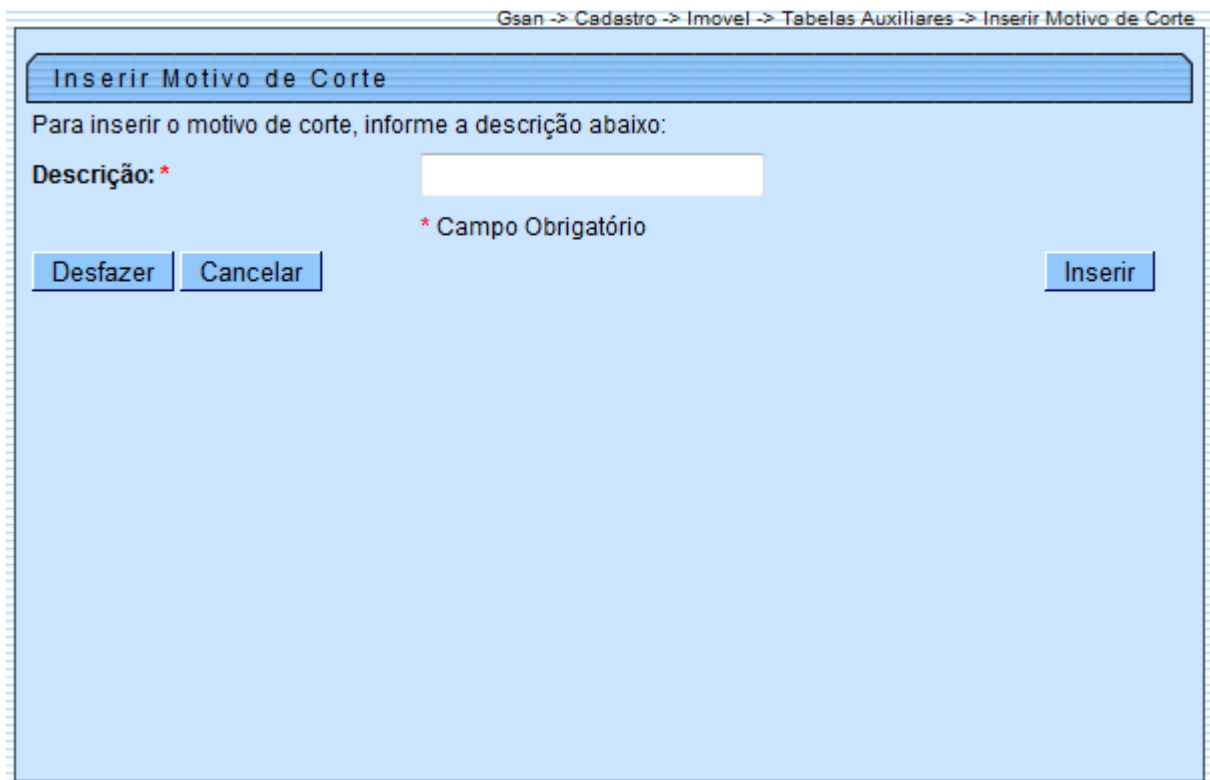 Gsan -> Cadastro -> Imovel -> Tabelas Auxiliares -> Inserir Motivo de Corte
Inserir Motivo de Corte
Para inserir o motivo de corte, informe a descrição abaixo:
Descrição: *
* Campo Obrigatório
Desfazer Cancelar Inserir